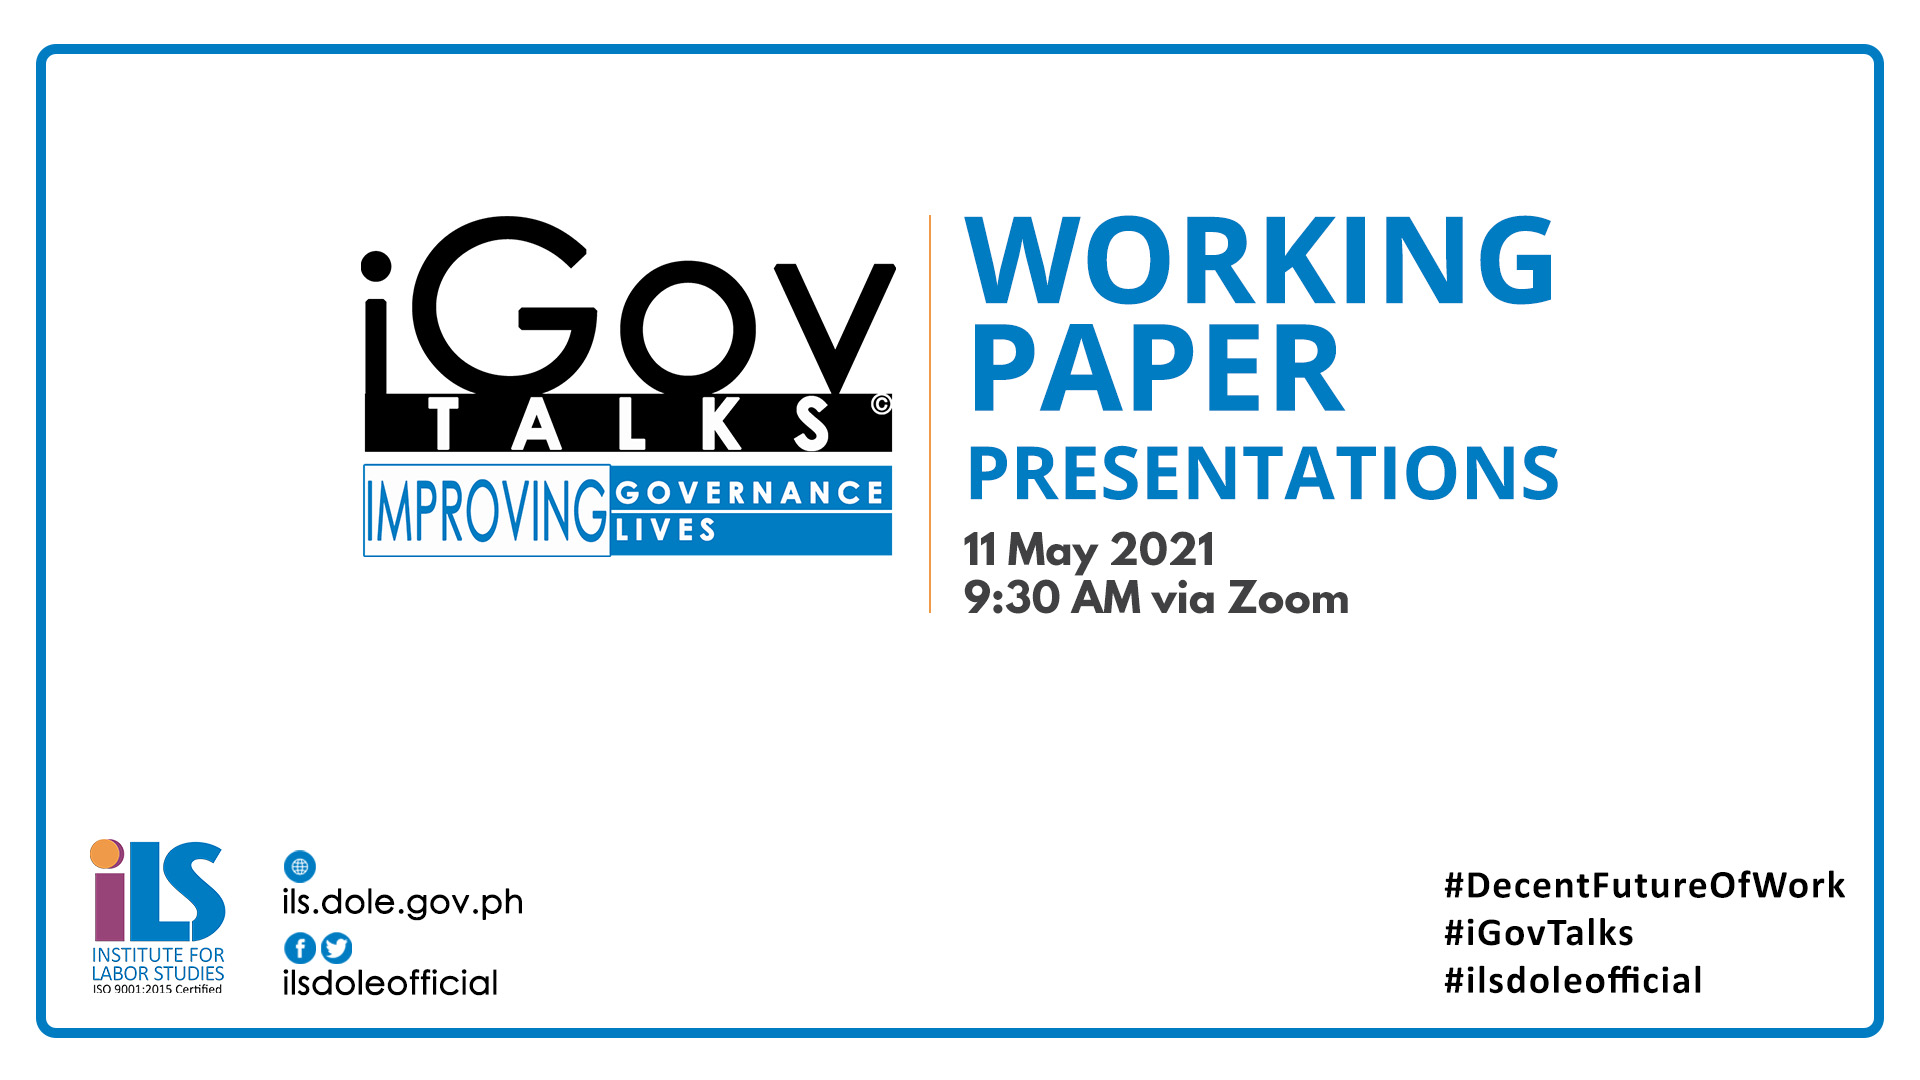 iGov
TALKS©
IMPROVING GOVERNANCE
LIVES
WORKING
PAPER
PRESENTATIONS
11 May 2021
9:30 AM via Zoom
iLS
INSTITUTE FOR
LABOR STUDIES
ISO 9001:2015 Certified
ils.dole.gov.ph
ilsdoleofficial
#DecentFutureOfWork
#iGovTalks
#ilsdoleofficial